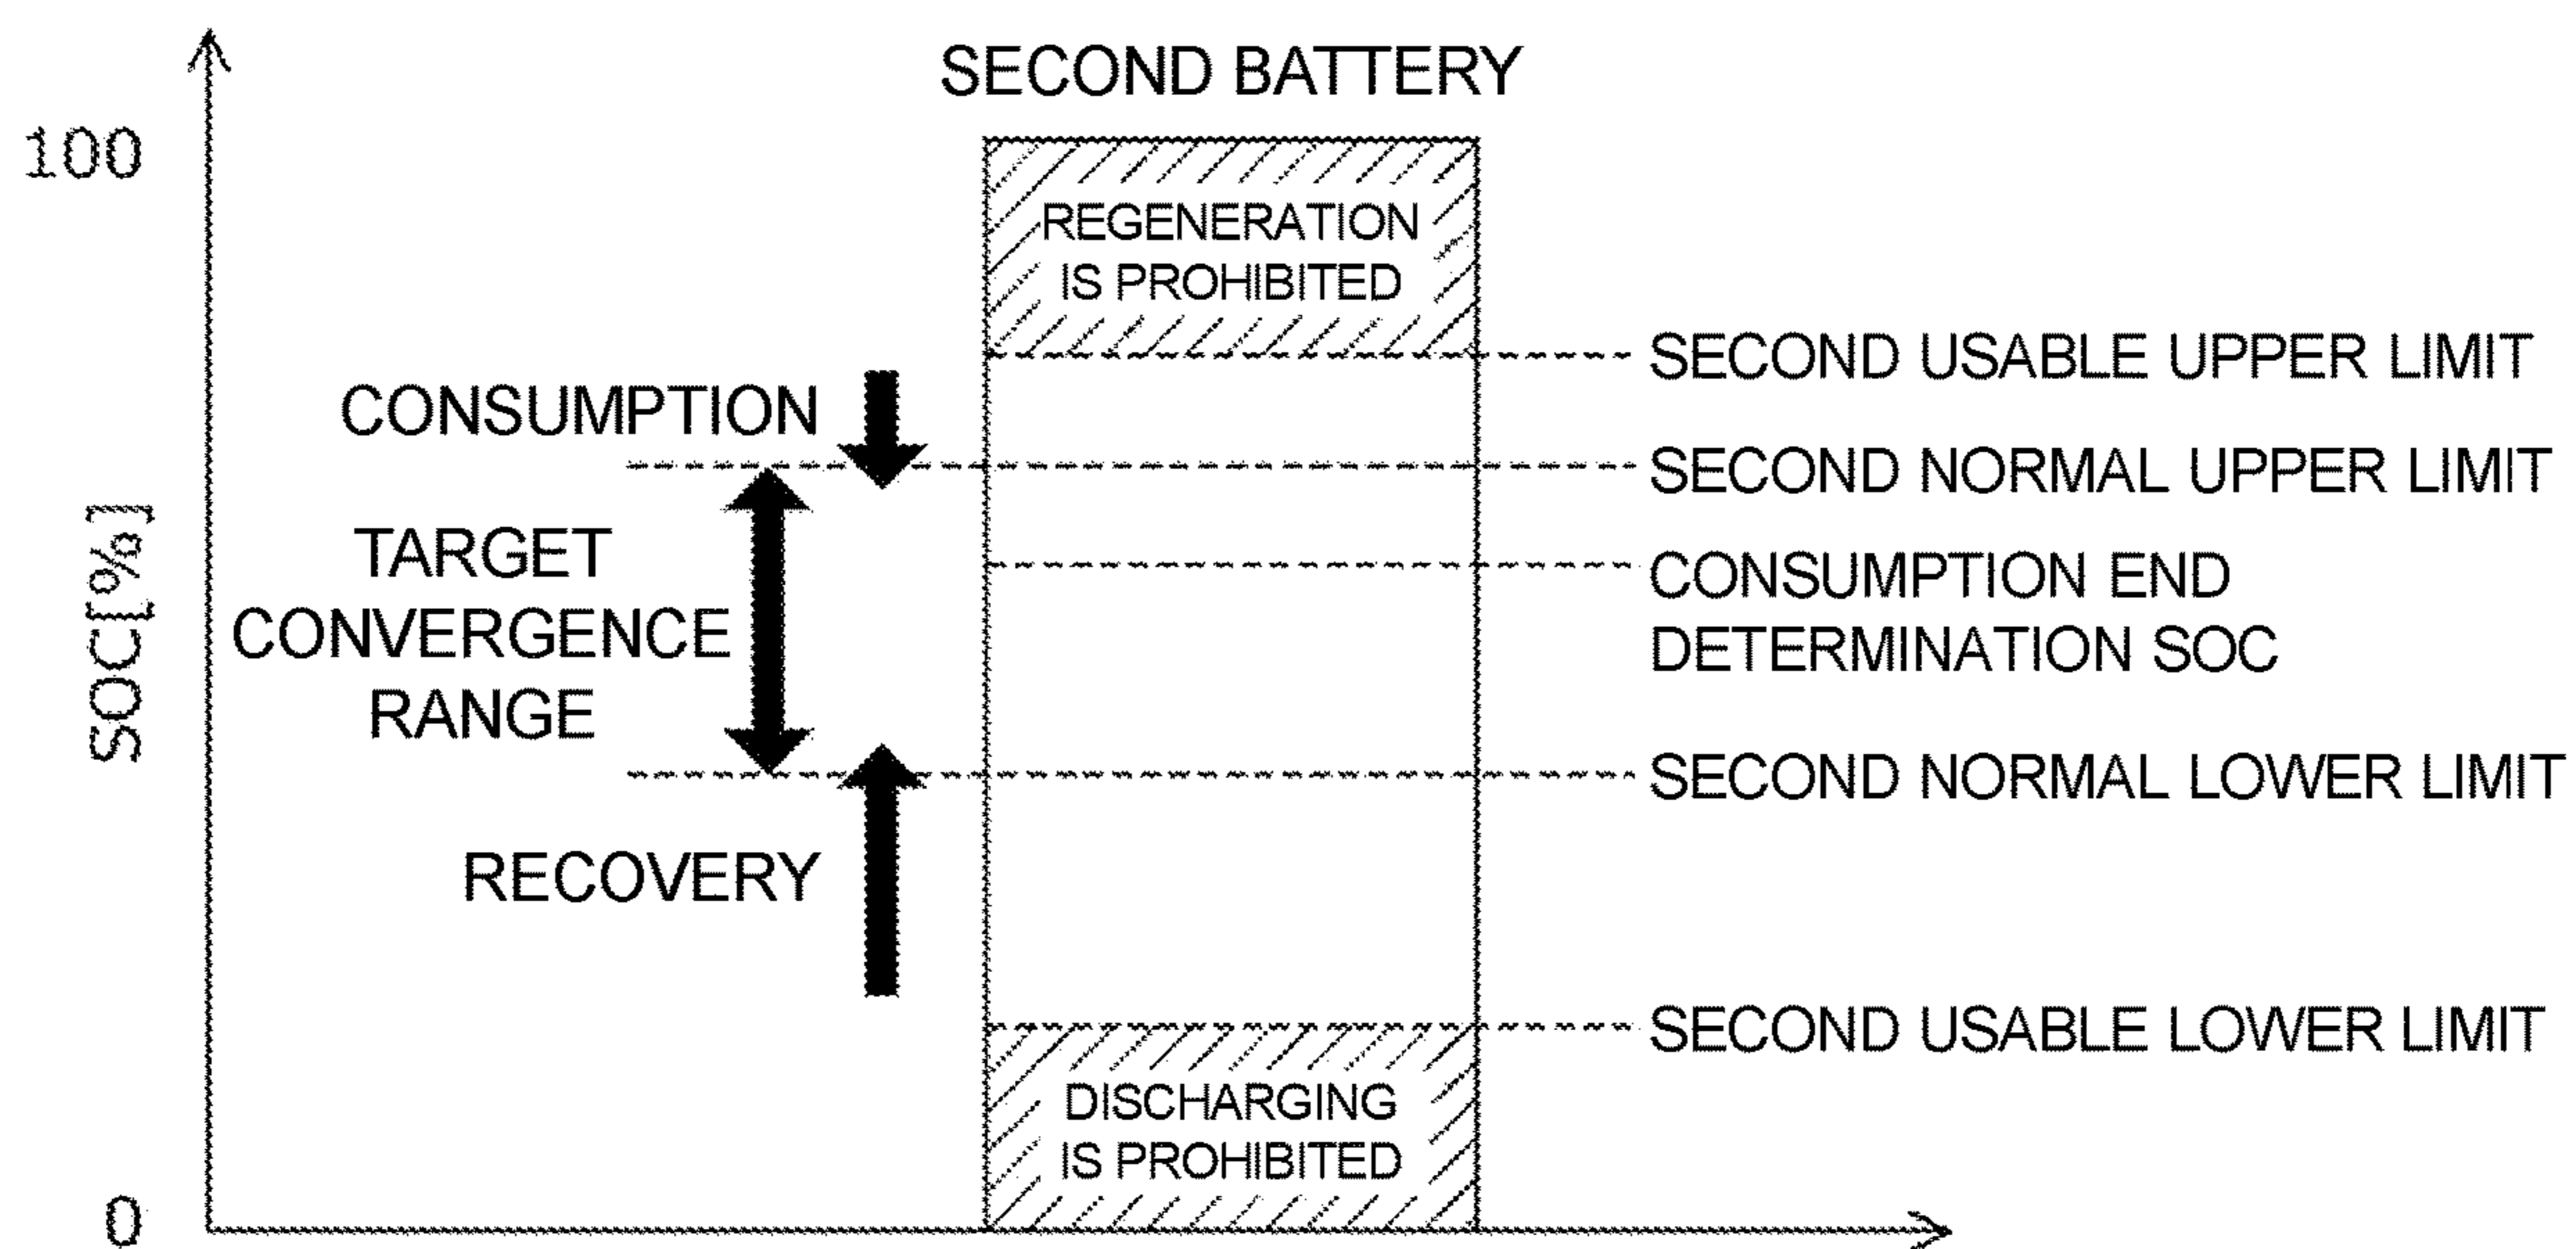 SECOND BATTERY
100
REGENERATION
IS PROHIBITED
SECOND USABLE UPPER LIMIT
CONSUMPTION
SECOND NORMAL UPPER LIMIT
SOC[%]
TARGET
CONVERGENCE
RANGE
CONSUMPTION END
DETERMINATION SOC
SECOND NORMAL LOWER LIMIT
RECOVERY
SECOND USABLE LOWER LIMIT
DISCHARGING
IS PROHIBITED
0